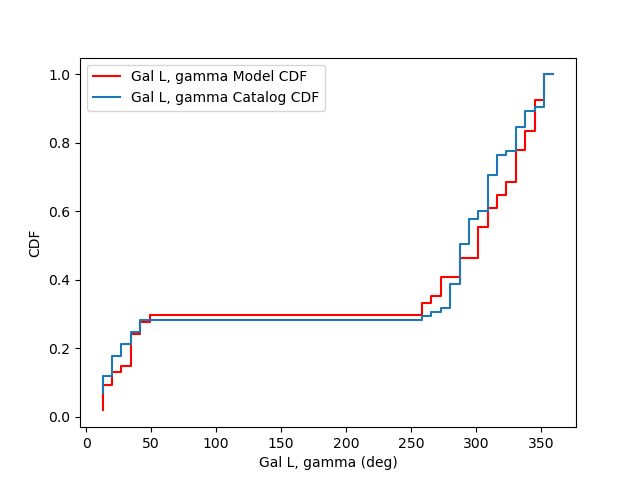 Gal L, gamma Model CDF
Gal L, gamma Catalog CDF
1.0
0.8
0.6
0.4
0.2
0.0
CDF
0 50 100 150 200 250 300 350
Gal L, gamma (deg)